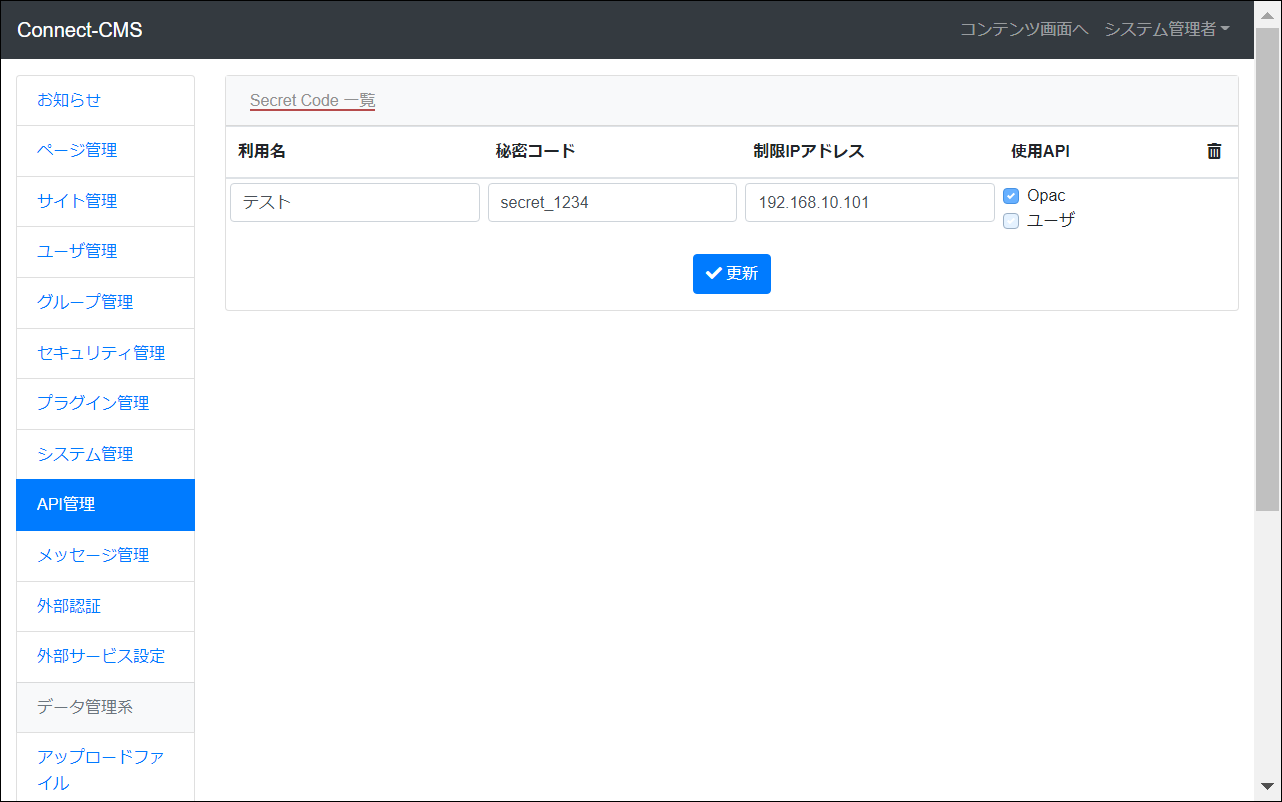 Connect-CMS
コンテンツ画面へ システム管理者
お知らせ
ページ管理
サイト管理
ユーザ管理
グループ管理
セキュリティ管理
プラグイン管理
システム管理
API管理
メッセージ管理
外部認証
外部サービス設定
データ管理系
アップロードファ
イル
Secret Code 一覧
利用名 秘密コード 制限IPアドレス 使用API
テスト secret_1234 192.168.10.101 Opac
ユーザ
更新